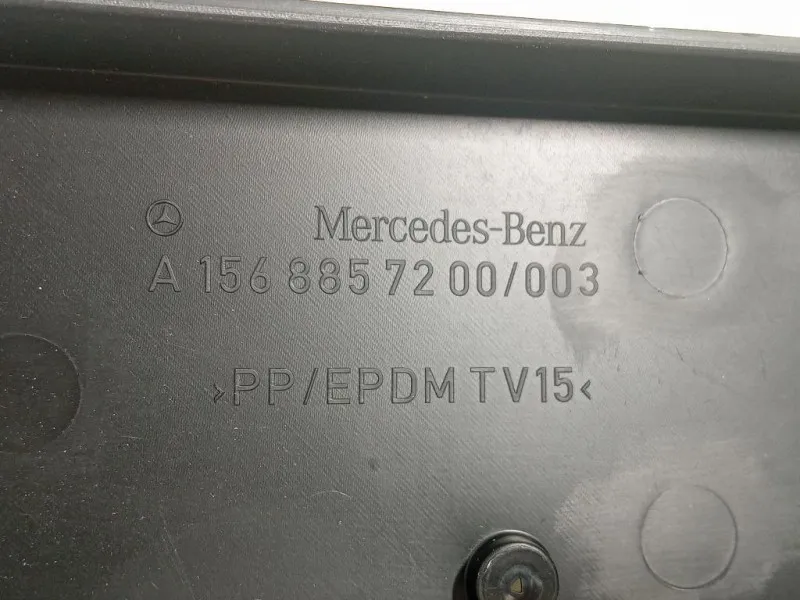 Mercedes-Benz
A 156 885 72 00/003
>PP/EPDM TV15<